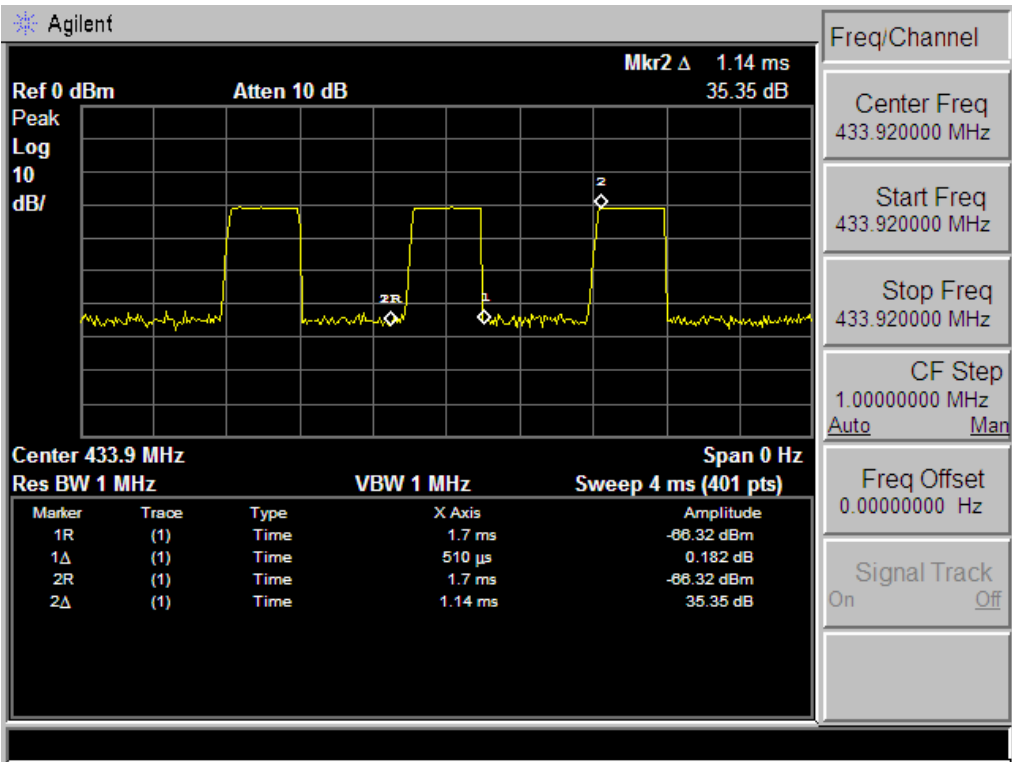 Agilent
Freq/Channel
Mkr2 Δ 1.14 ms
Ref 0 dBm Atten 10 dB 35.35 dB
Peak
Log
10
dB/
2
2R
1
Center 433.9 MHz Span 0 Hz
Res BW 1 MHz VBW 1 MHz Sweep 4 ms (401 pts)
Marker Trace Type X Axis Amplitude
1R (1) Time 1.7 ms -66.32 dBm
1Δ (1) Time 510 µs 0.182 dB
2R (1) Time 1.7 ms -66.32 dBm
2Δ (1) Time 1.14 ms 35.35 dB
Center Freq
433.920000 MHz
Start Freq
433.920000 MHz
Stop Freq
433.920000 MHz
CF Step
1.00000000 MHz
Auto Man
Freq Offset
0.00000000 Hz
Signal Track
On Off